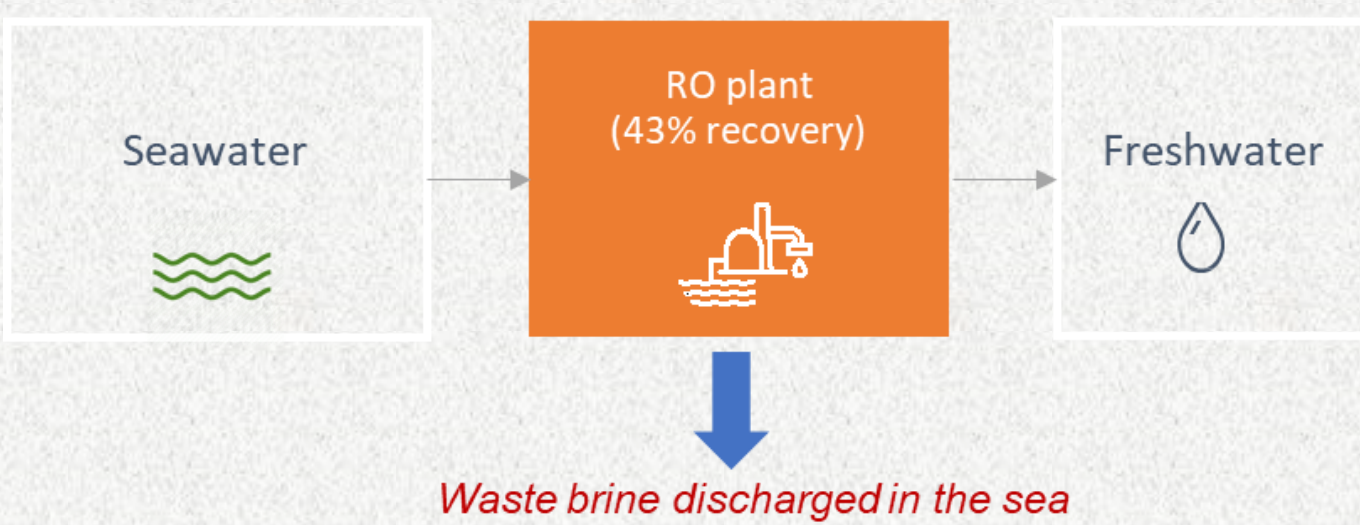 Seawater
RO plant
(43% recovery)
Freshwater
Waste brine discharged in the sea